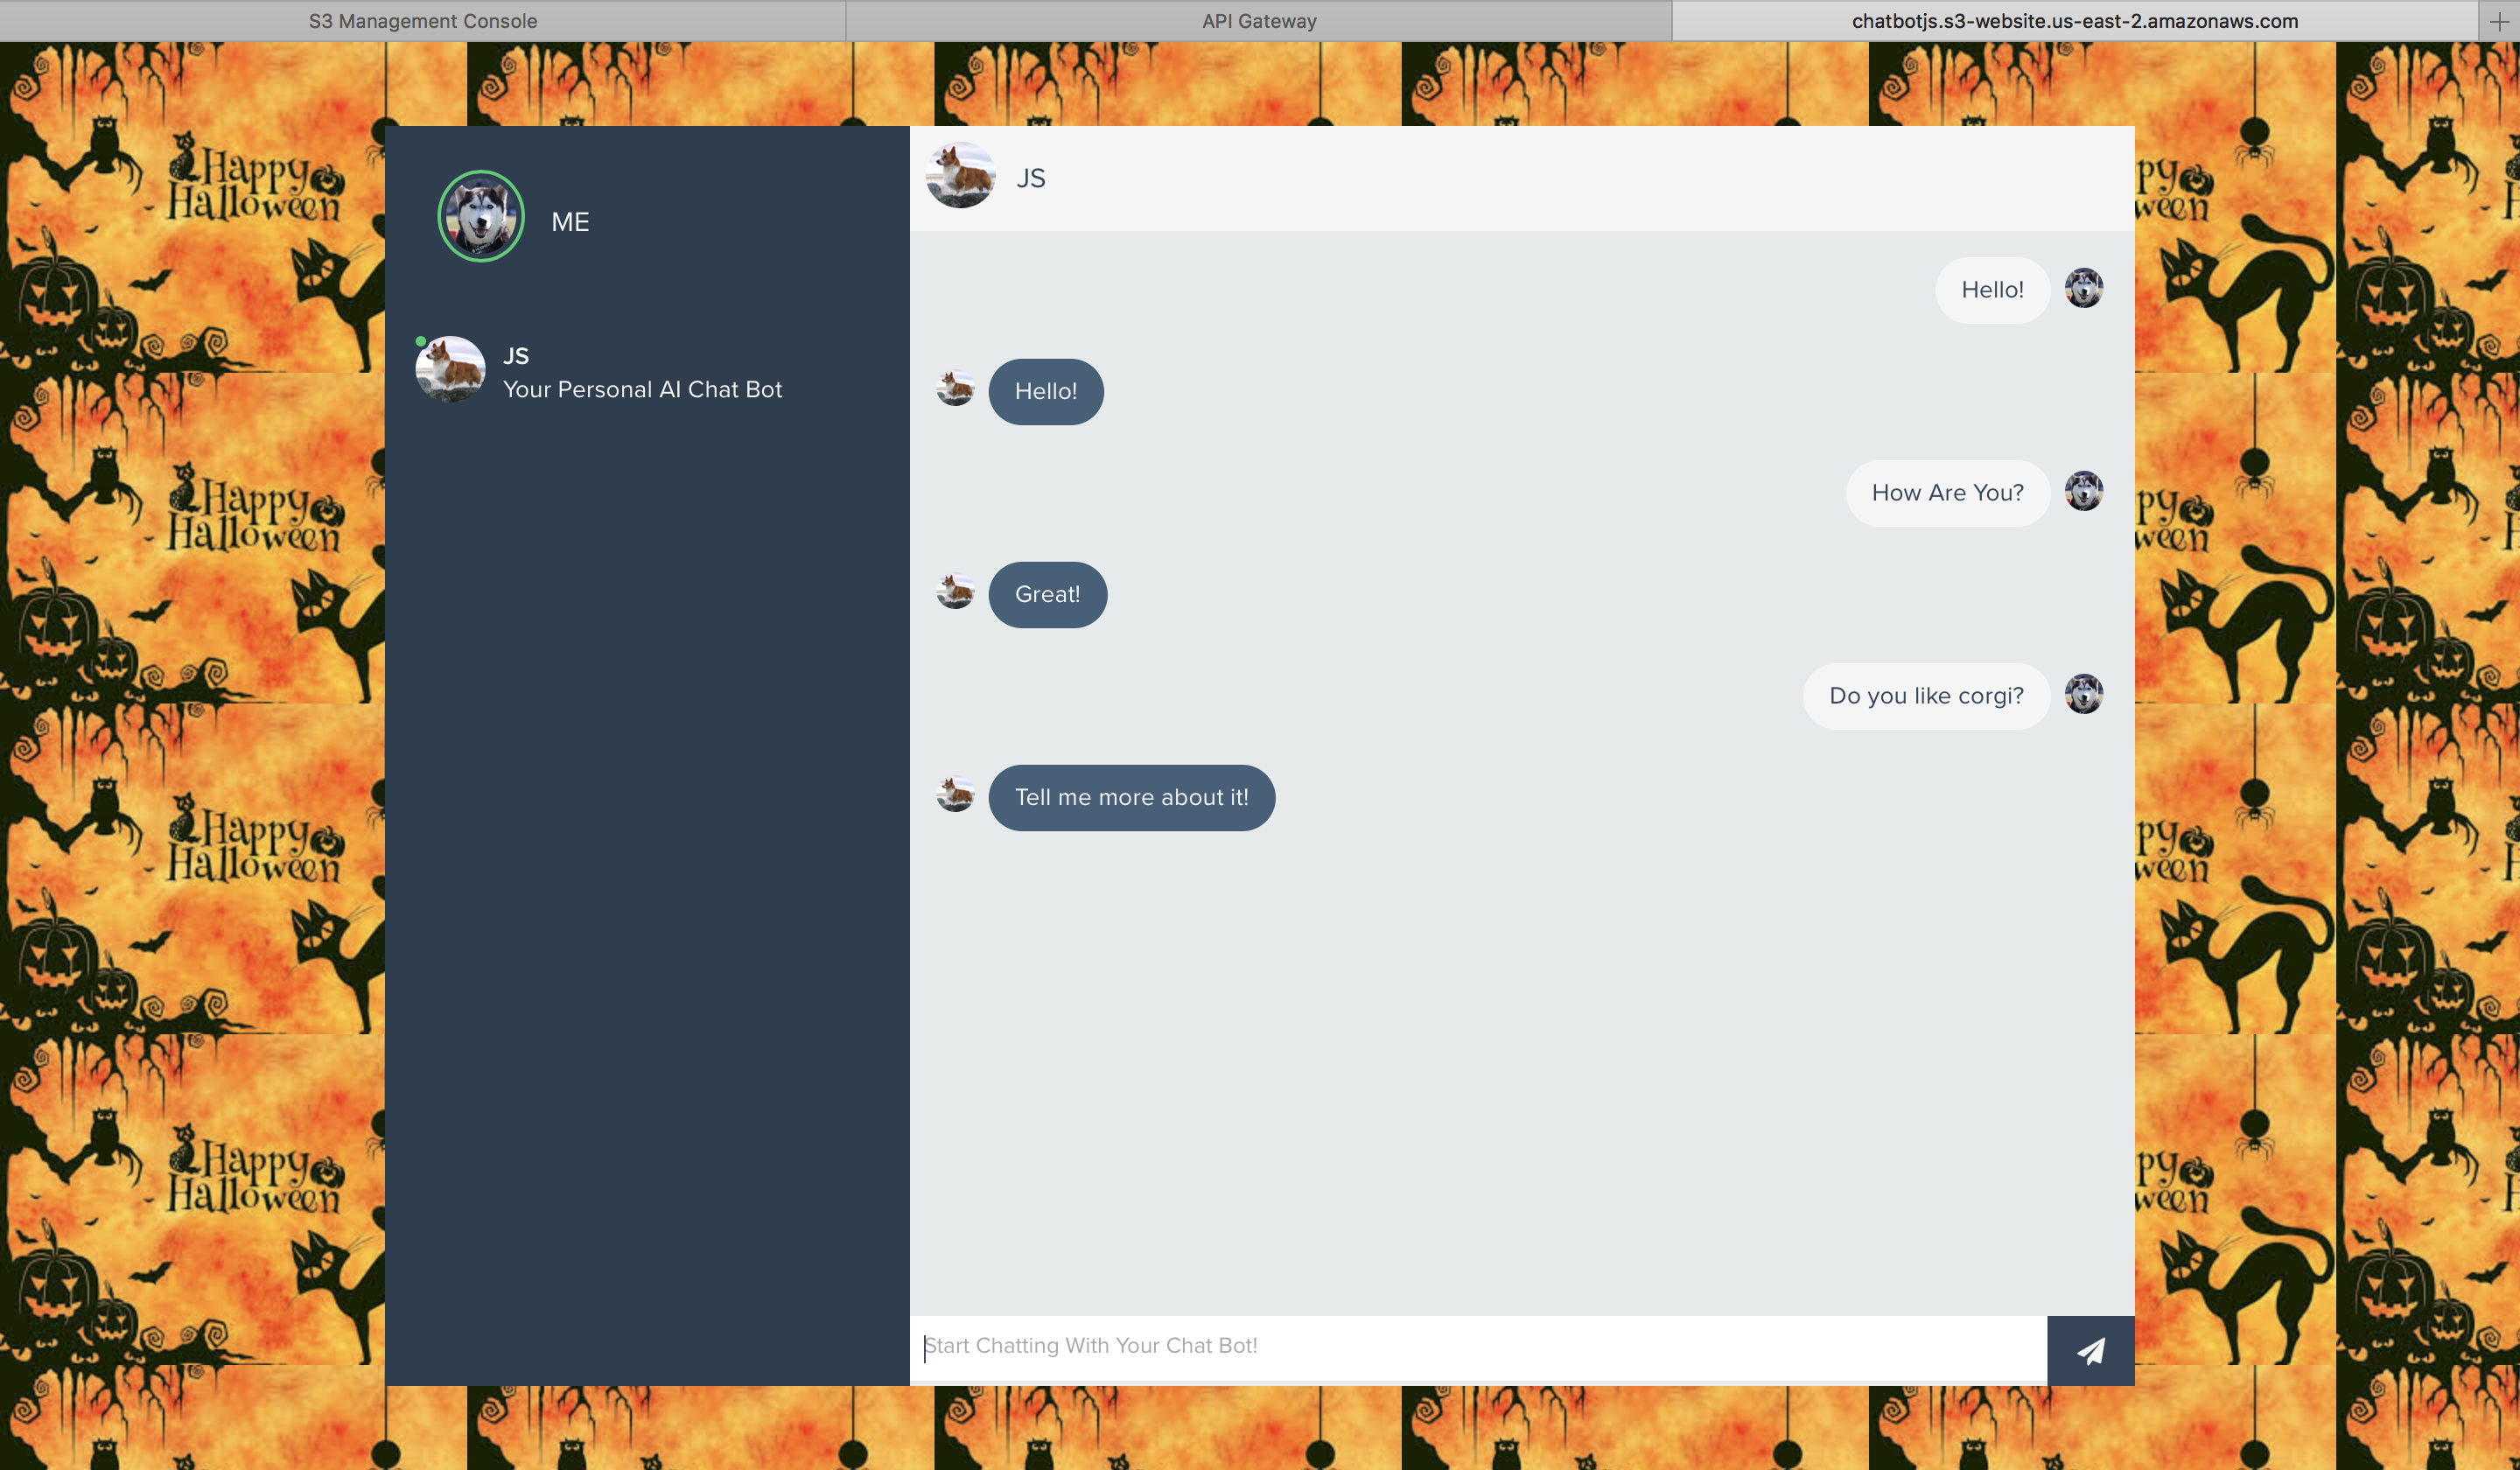 S3 Management Console
API Gateway
chatbotjs.s3-website.us-east-2.amazonaws.com
ME
JS
Your Personal AI Chat Bot
JS
Hello!
Hello!
How Are You?
Great!
Do you like corgi?
Tell me more about it!
Start Chatting With Your Chat Bot!
Happy
Halloween
Happy
Halloween
Happy
Halloween
Happy
Halloween